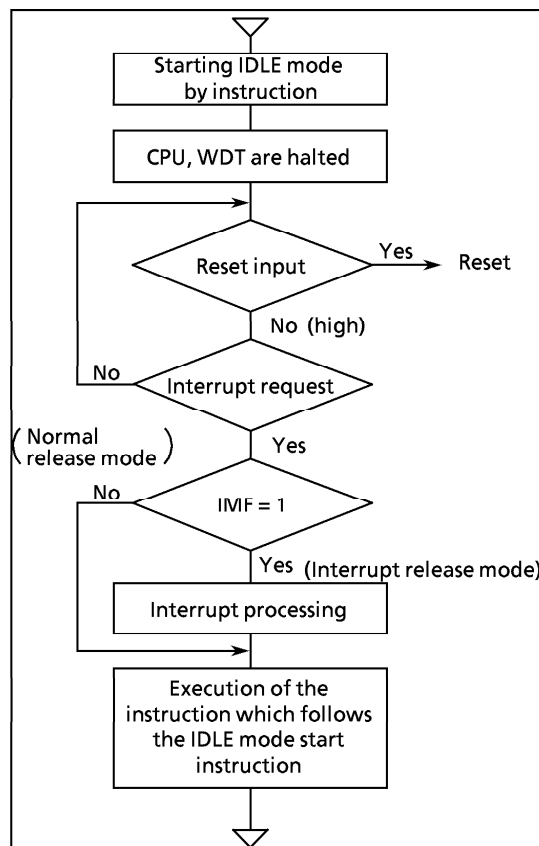 Starting IDLE mode
by instruction
CPU, WDT are halted
Reset input
Yes
Reset
No (high)
No
Interrupt request
(Normal
release mode)
Yes
No
IMF = 1
Yes (Interrupt release mode)
Interrupt processing
Execution of the
instruction which follows
the IDLE mode start
instruction